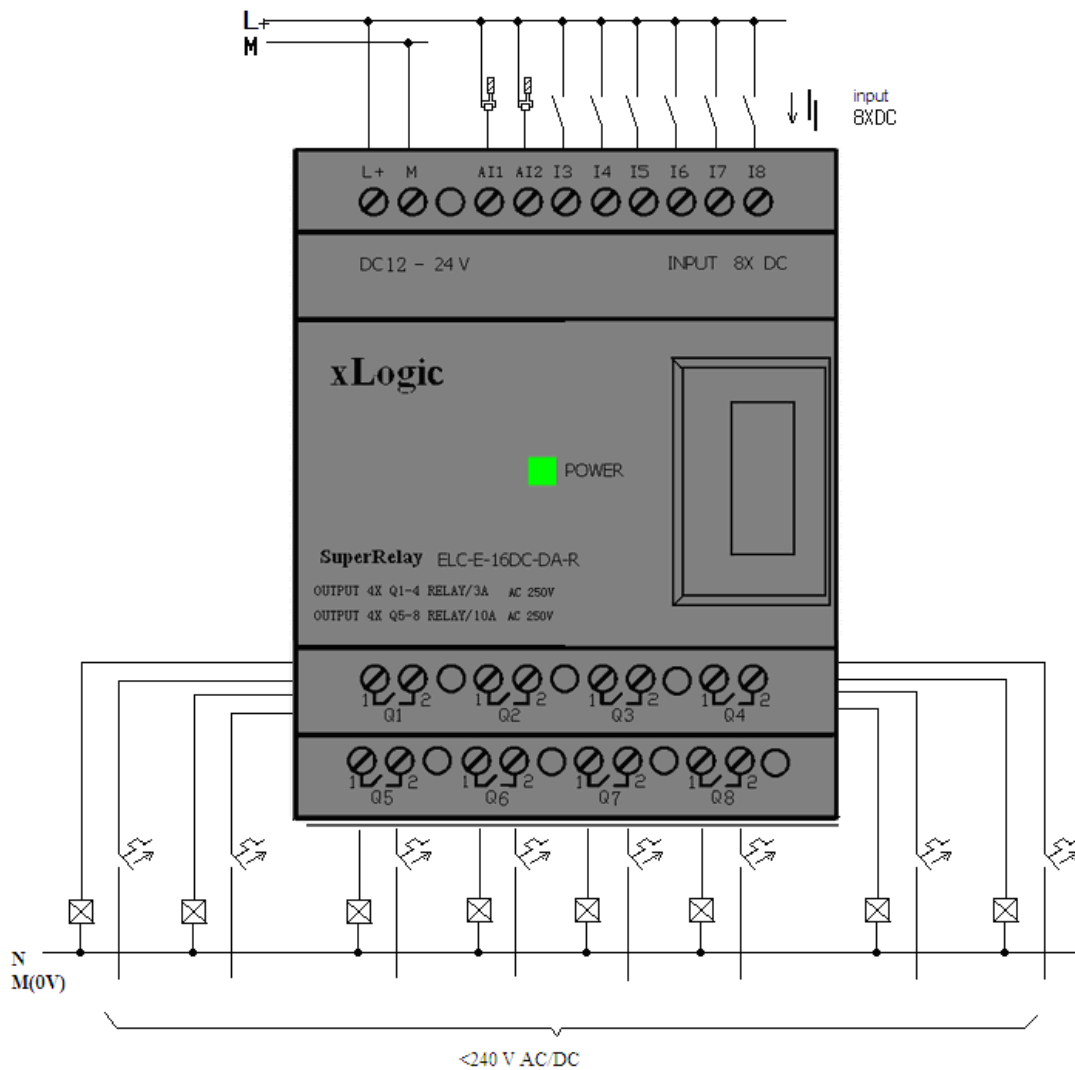 L+
M
input
8XDC
L+ M AI1 AI2 I3 I4 I5 I6 I7 I8
DC12 - 24 V INPUT 8X DC
xLogic
POWER
SuperRelay ELC-E-16DC-DA-R
OUTPUT 4X Q1-4 RELAY/3A AC 250V
OUTPUT 4X Q5-8 RELAY/10A AC 250V
1 2 1 2 1 2 1 2
Q1 Q2 Q3 Q4
1 2 1 2 1 2 1 2
Q5 Q6 Q7 Q8
N
M(0V)
<240 V AC/DC